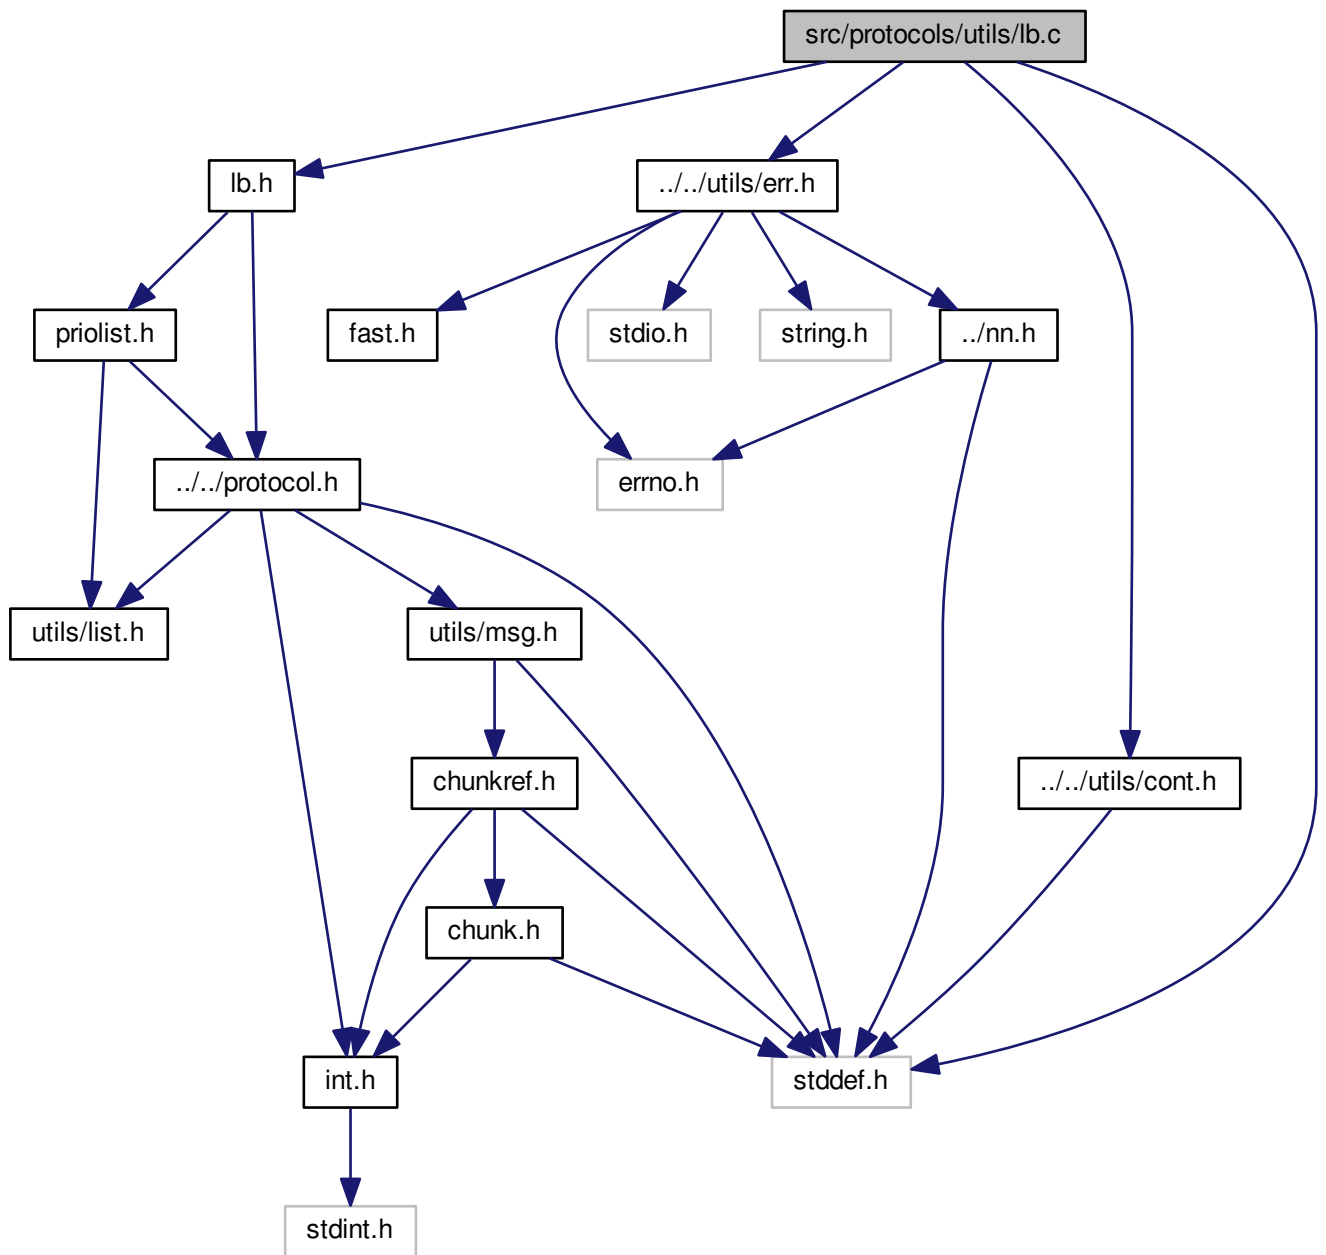 src/protocols/utils/lb.c
lb.h
../../utils/err.h
priolist.h
fast.h
stdio.h
string.h
../nn.h
../../protocol.h
errno.h
utils/list.h
utils/msg.h
chunkref.h
../../utils/cont.h
chunk.h
int.h
stddef.h
stdint.h